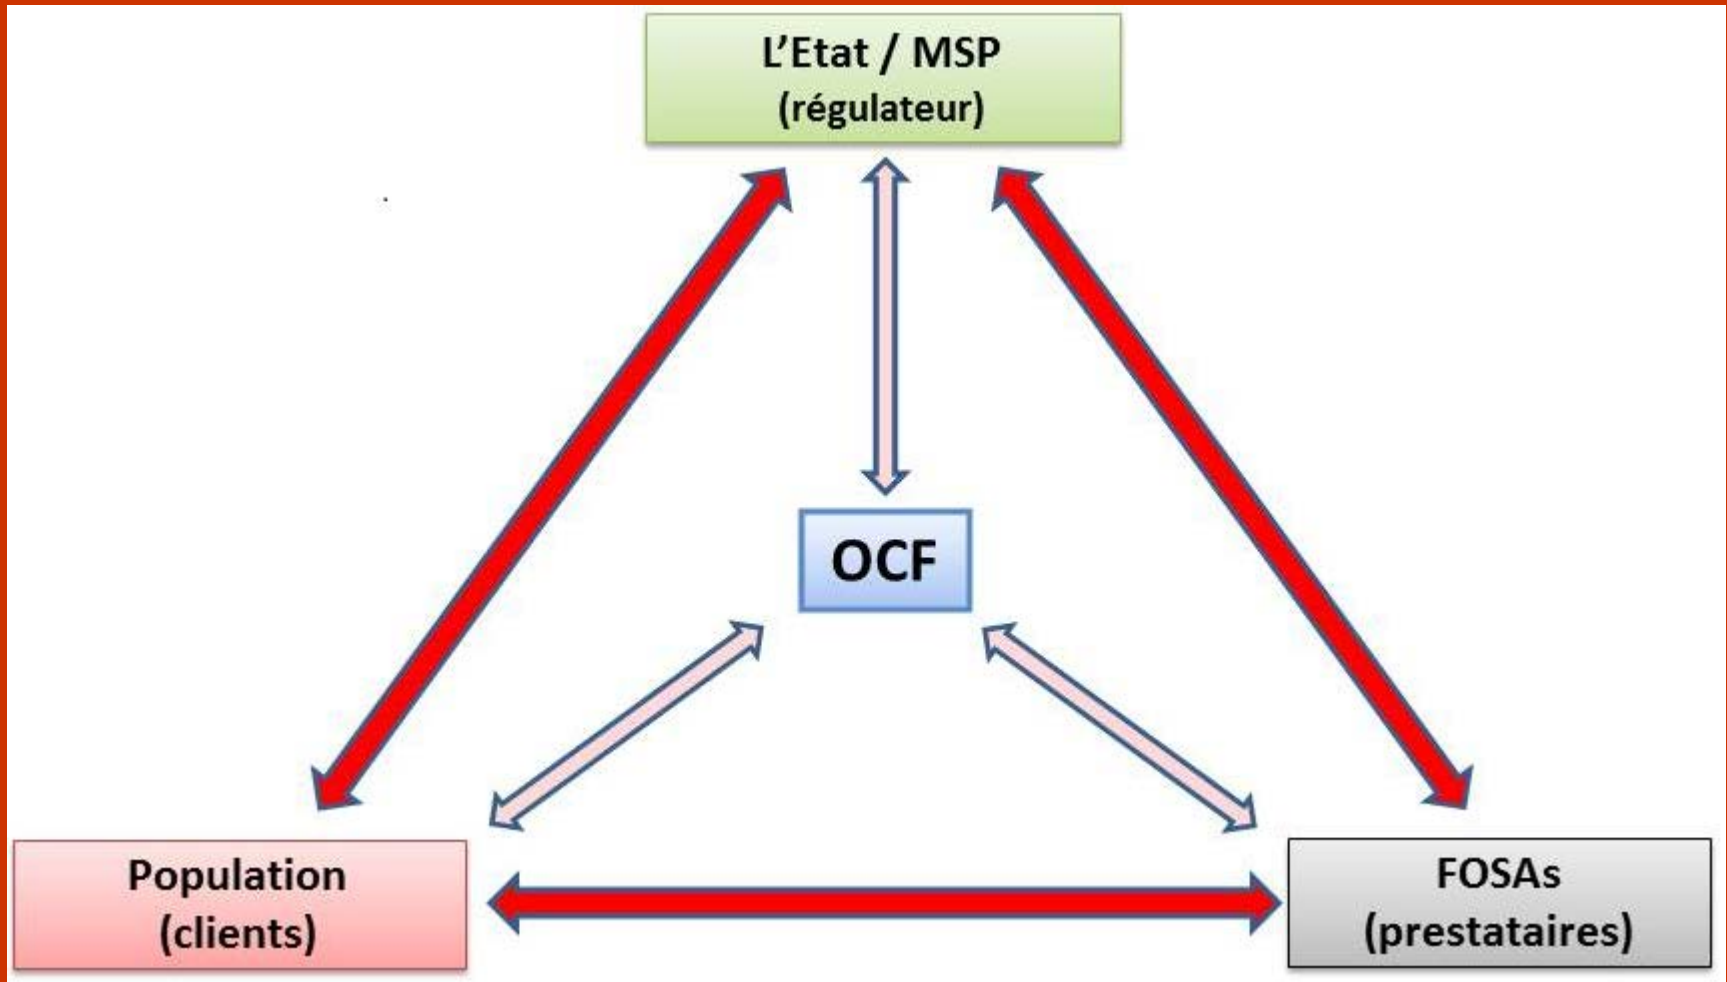 L’Etat / MSP
(régulateur)
OCF
Population
(clients)
FOSAs
(prestataires)